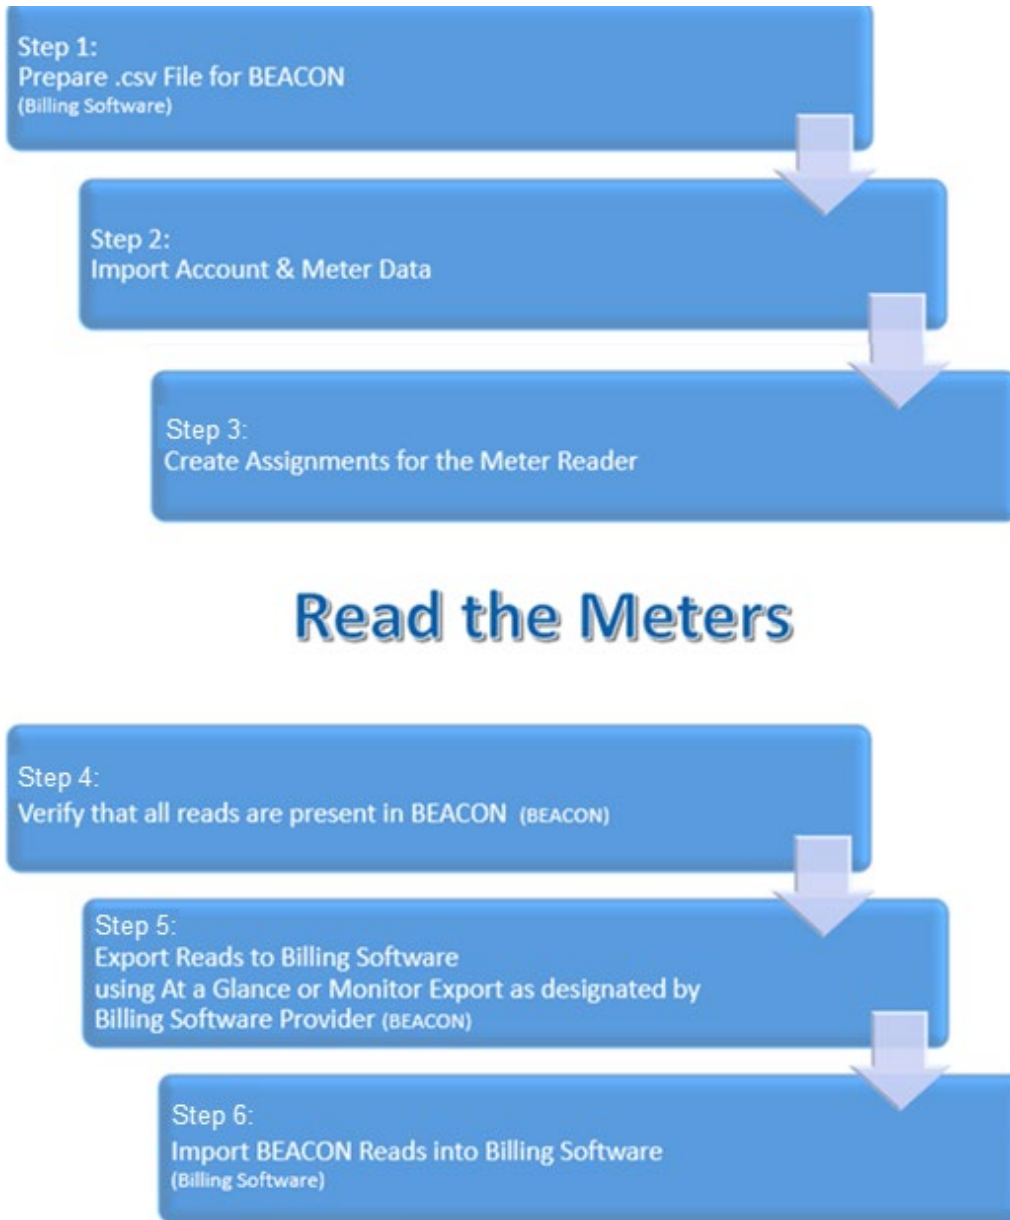 Step 1:
Prepare .csv File for BEACON
(Billing Software)
Step 2:
Import Account & Meter Data
Step 3:
Create Assignments for the Meter Reader
Read the Meters
Step 4:
Verify that all reads are present in BEACON (BEACON)
Step 5:
Export Reads to Billing Software
using At a Glance or Monitor Export as designated by
Billing Software Provider (BEACON)
Step 6:
Import BEACON Reads into Billing Software
(Billing Software)